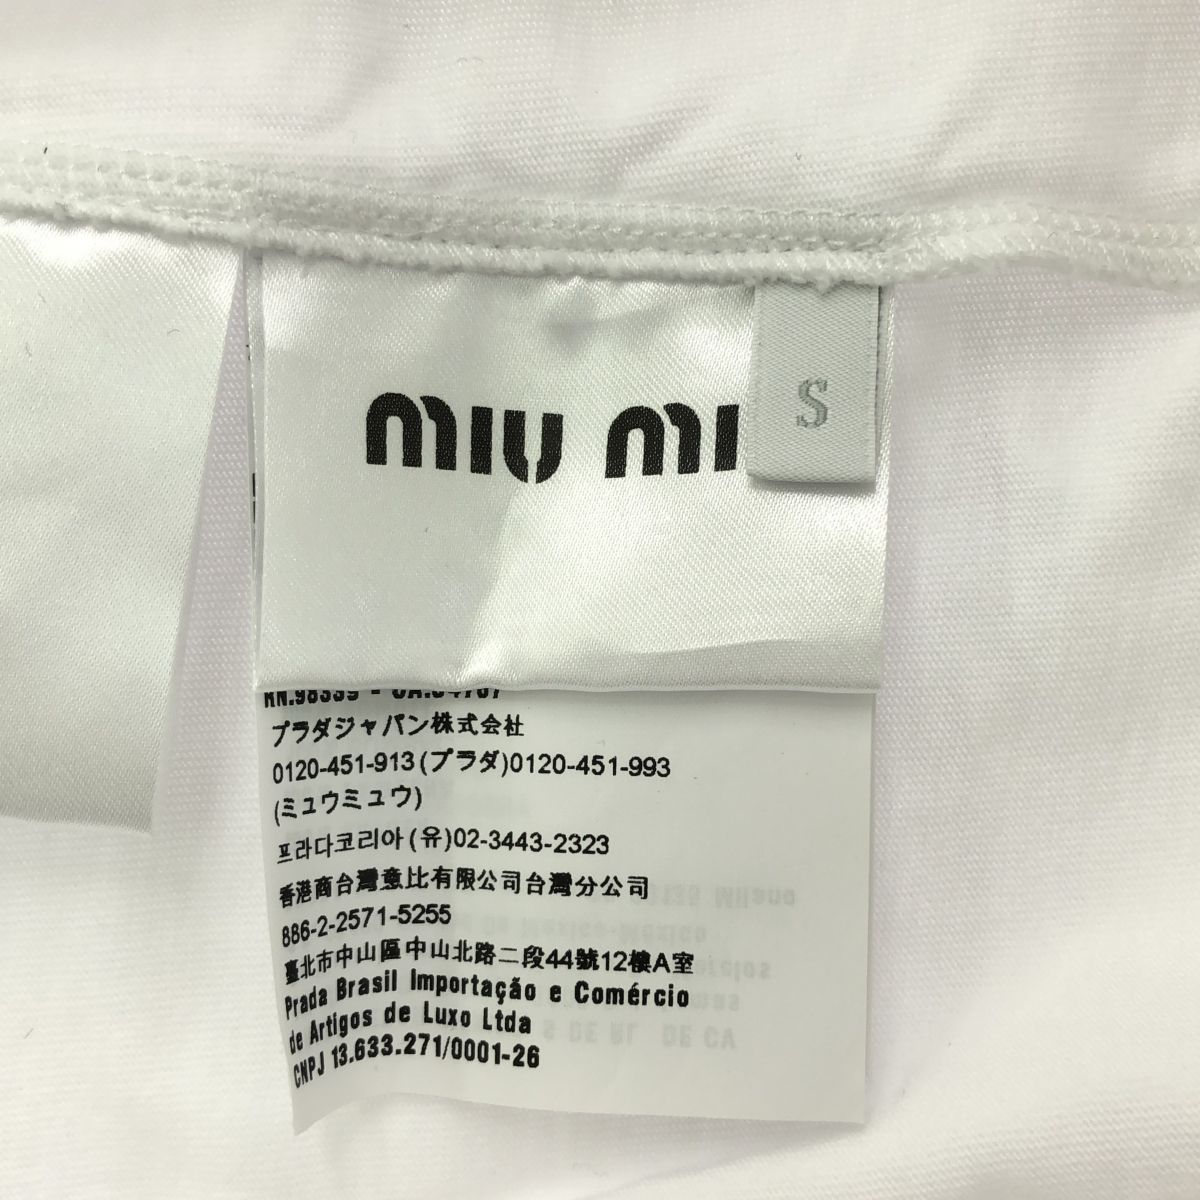 miu mi
S
RN.98339 - CA.04767
プラダジャパン株式会社
0120-451-913(プラダ)0120-451-993
(ミュウミュウ)
프라다코리아(유)02-3443-2323
香港商台灣意比有限公司台灣分公司
886-2-2571-5255
臺北市中山區中山北路二段44號12樓A室
Prada Brasil Importação e Comércio
de Artigos de Luxo Ltda
CNPJ 13.633.271/0001-26